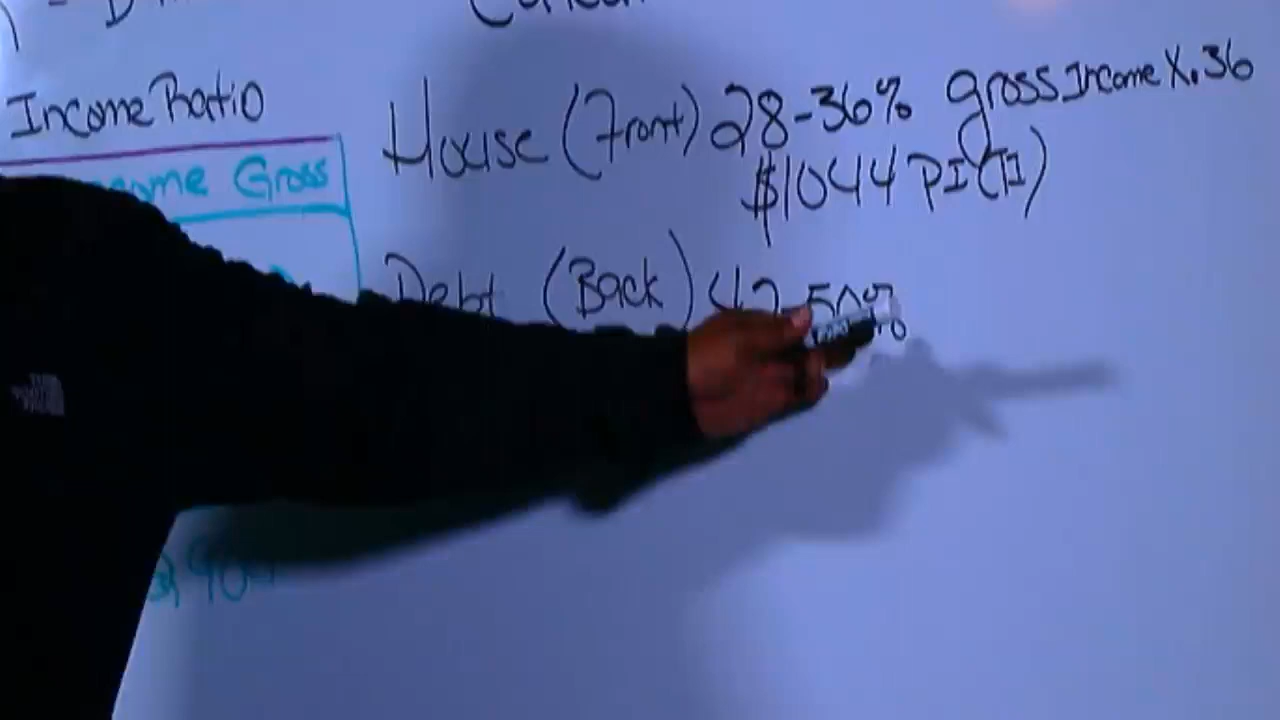 Income Ratio
House (Front) 28-36% gross Income X.36
$1044 PI(TI)
Income Gross
Debt (Back) 42-50%